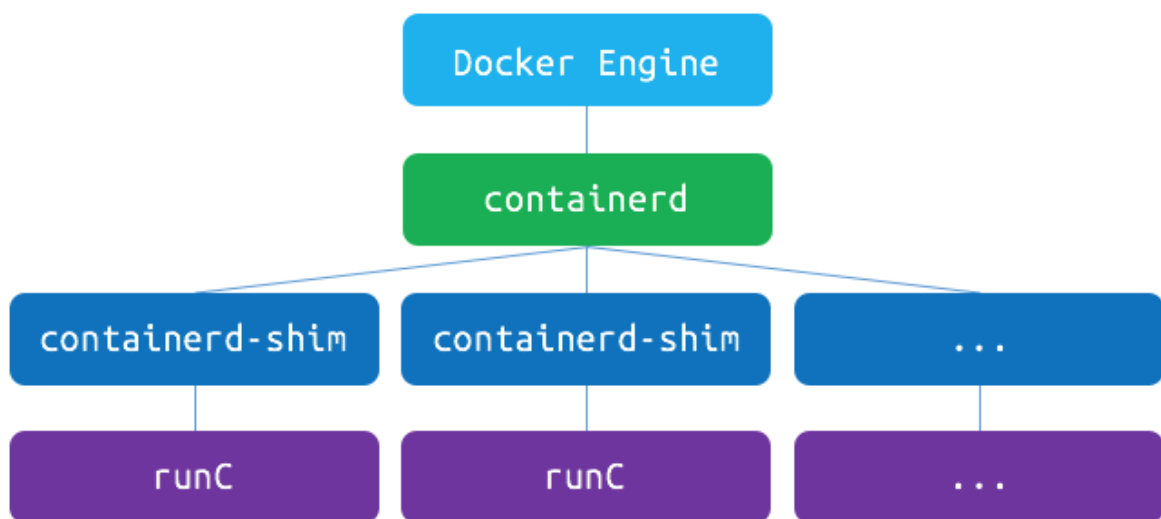 Docker Engine
containerd
containerd-shim containerd-shim ...
runC runC ...